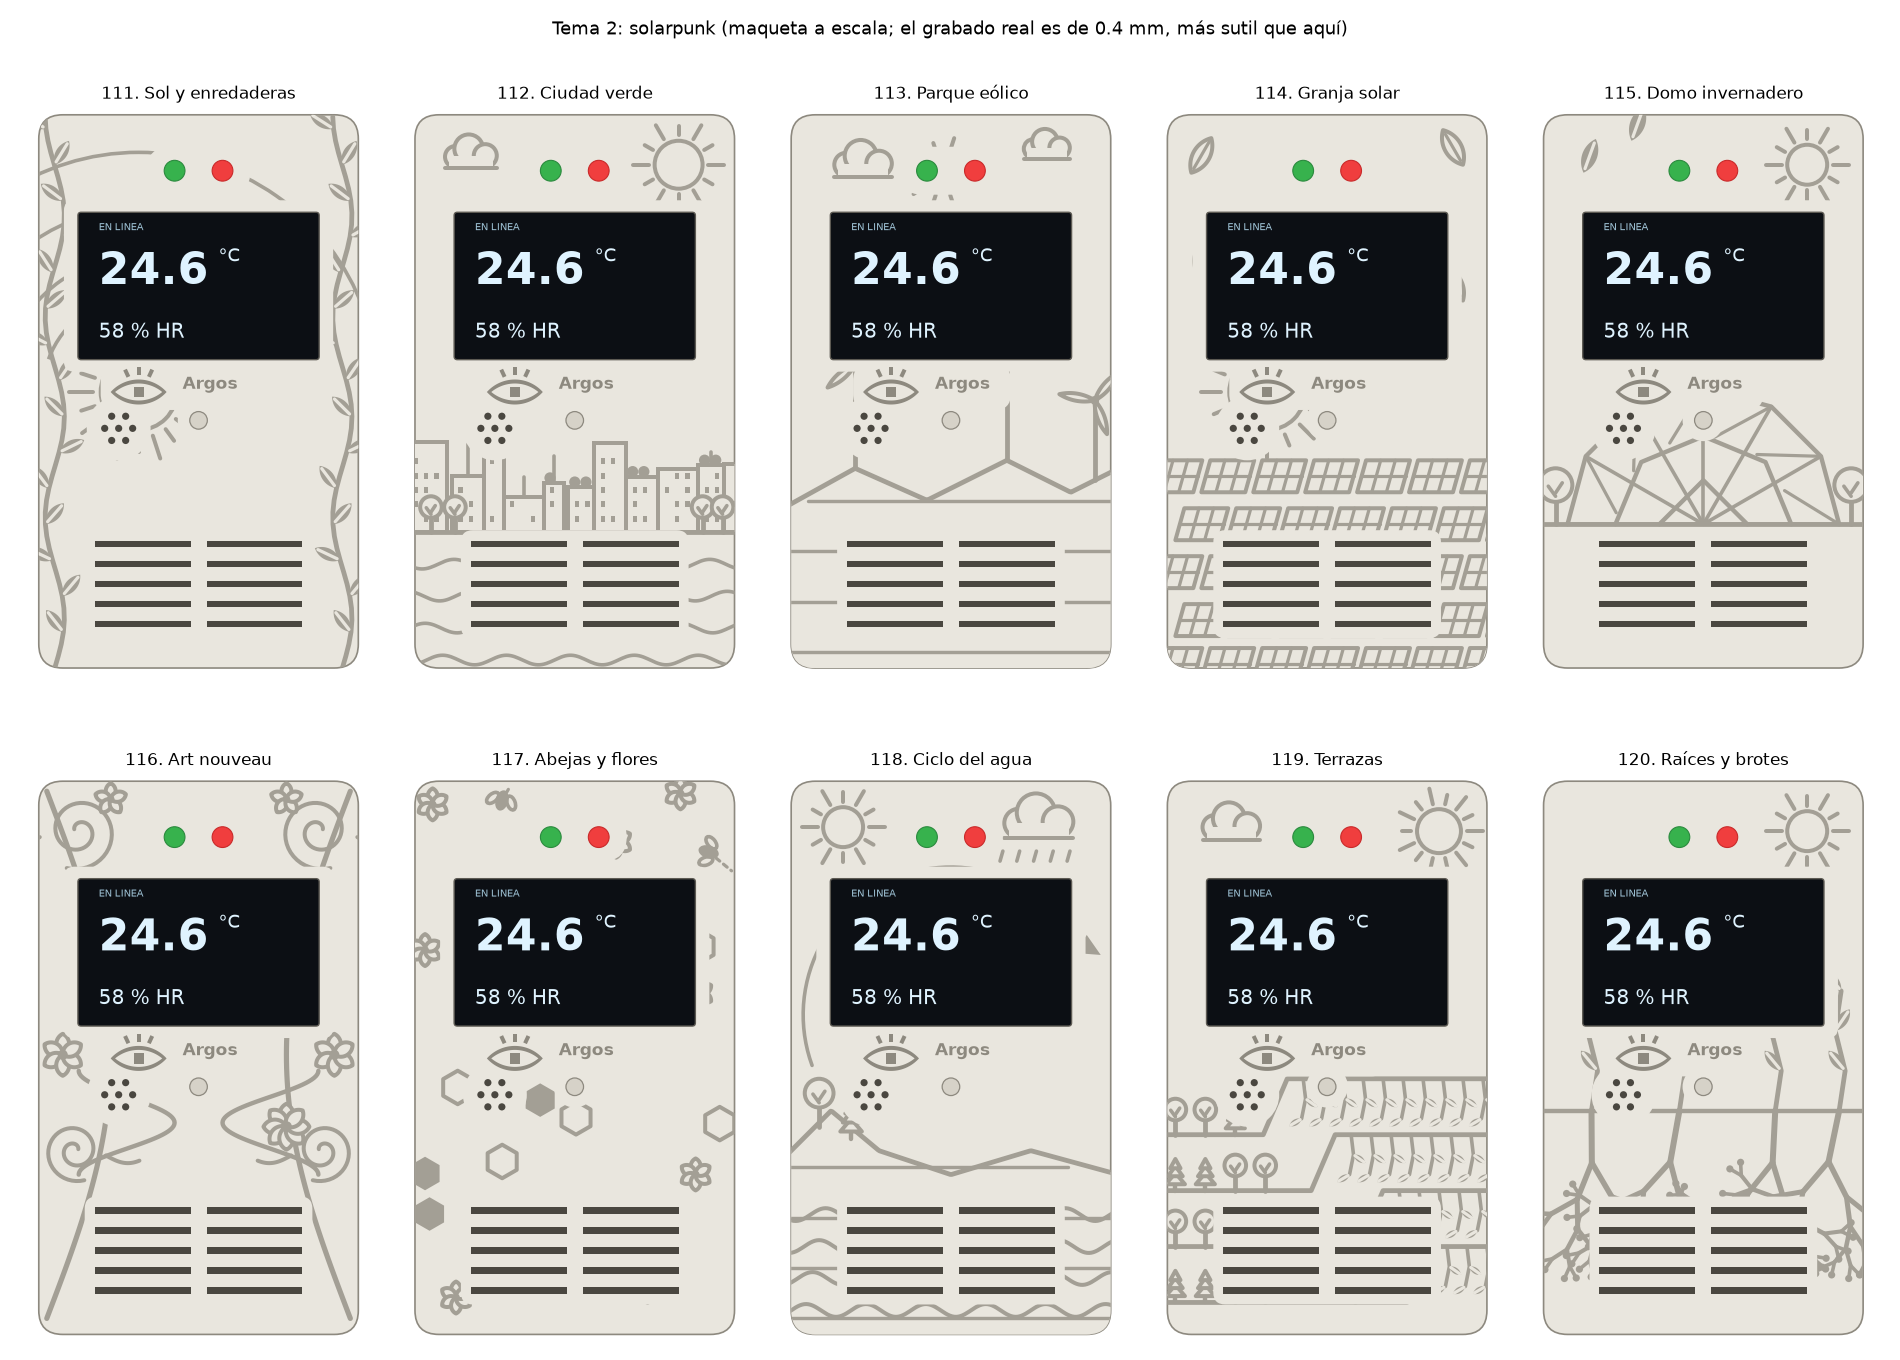 Tema 2: solarpunk (maqueta a escala; el grabado real es de 0.4 mm, más sutil que aquí)
111. Sol y enredaderas
112. Ciudad verde
113. Parque eólico
114. Granja solar
115. Domo invernadero
EN LINEA
24.6 °C
58 % HR
Argos
EN LINEA
24.6 °C
58 % HR
Argos
EN LINEA
24.6 °C
58 % HR
Argos
EN LINEA
24.6 °C
58 % HR
Argos
EN LINEA
24.6 °C
58 % HR
Argos
116. Art nouveau
117. Abejas y flores
118. Ciclo del agua
119. Terrazas
120. Raíces y brotes
EN LINEA
24.6 °C
58 % HR
Argos
EN LINEA
24.6 °C
58 % HR
Argos
EN LINEA
24.6 °C
58 % HR
Argos
EN LINEA
24.6 °C
58 % HR
Argos
EN LINEA
24.6 °C
58 % HR
Argos